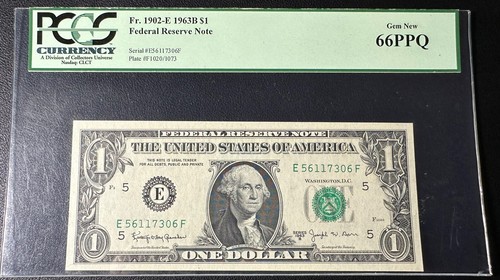 PCGS
CURRENCY
A Division of Collectors Universe
Nasdaq: CLCT
Fr. 1902-E 1963B $1
Federal Reserve Note
Serial #E56117306F
Plate #F1020/1073
Gem New
66PPQ
FEDERAL RESERVE NOTE
THE UNITED STATES OF AMERICA
THIS NOTE IS LEGAL TENDER
FOR ALL DEBTS, PUBLIC AND PRIVATE
1
1
E 56117306F
WASHINGTON, D.C.
5
E
5
E 56117306F
5
5
SERIES
1963
B
1
1
ONE DOLLAR